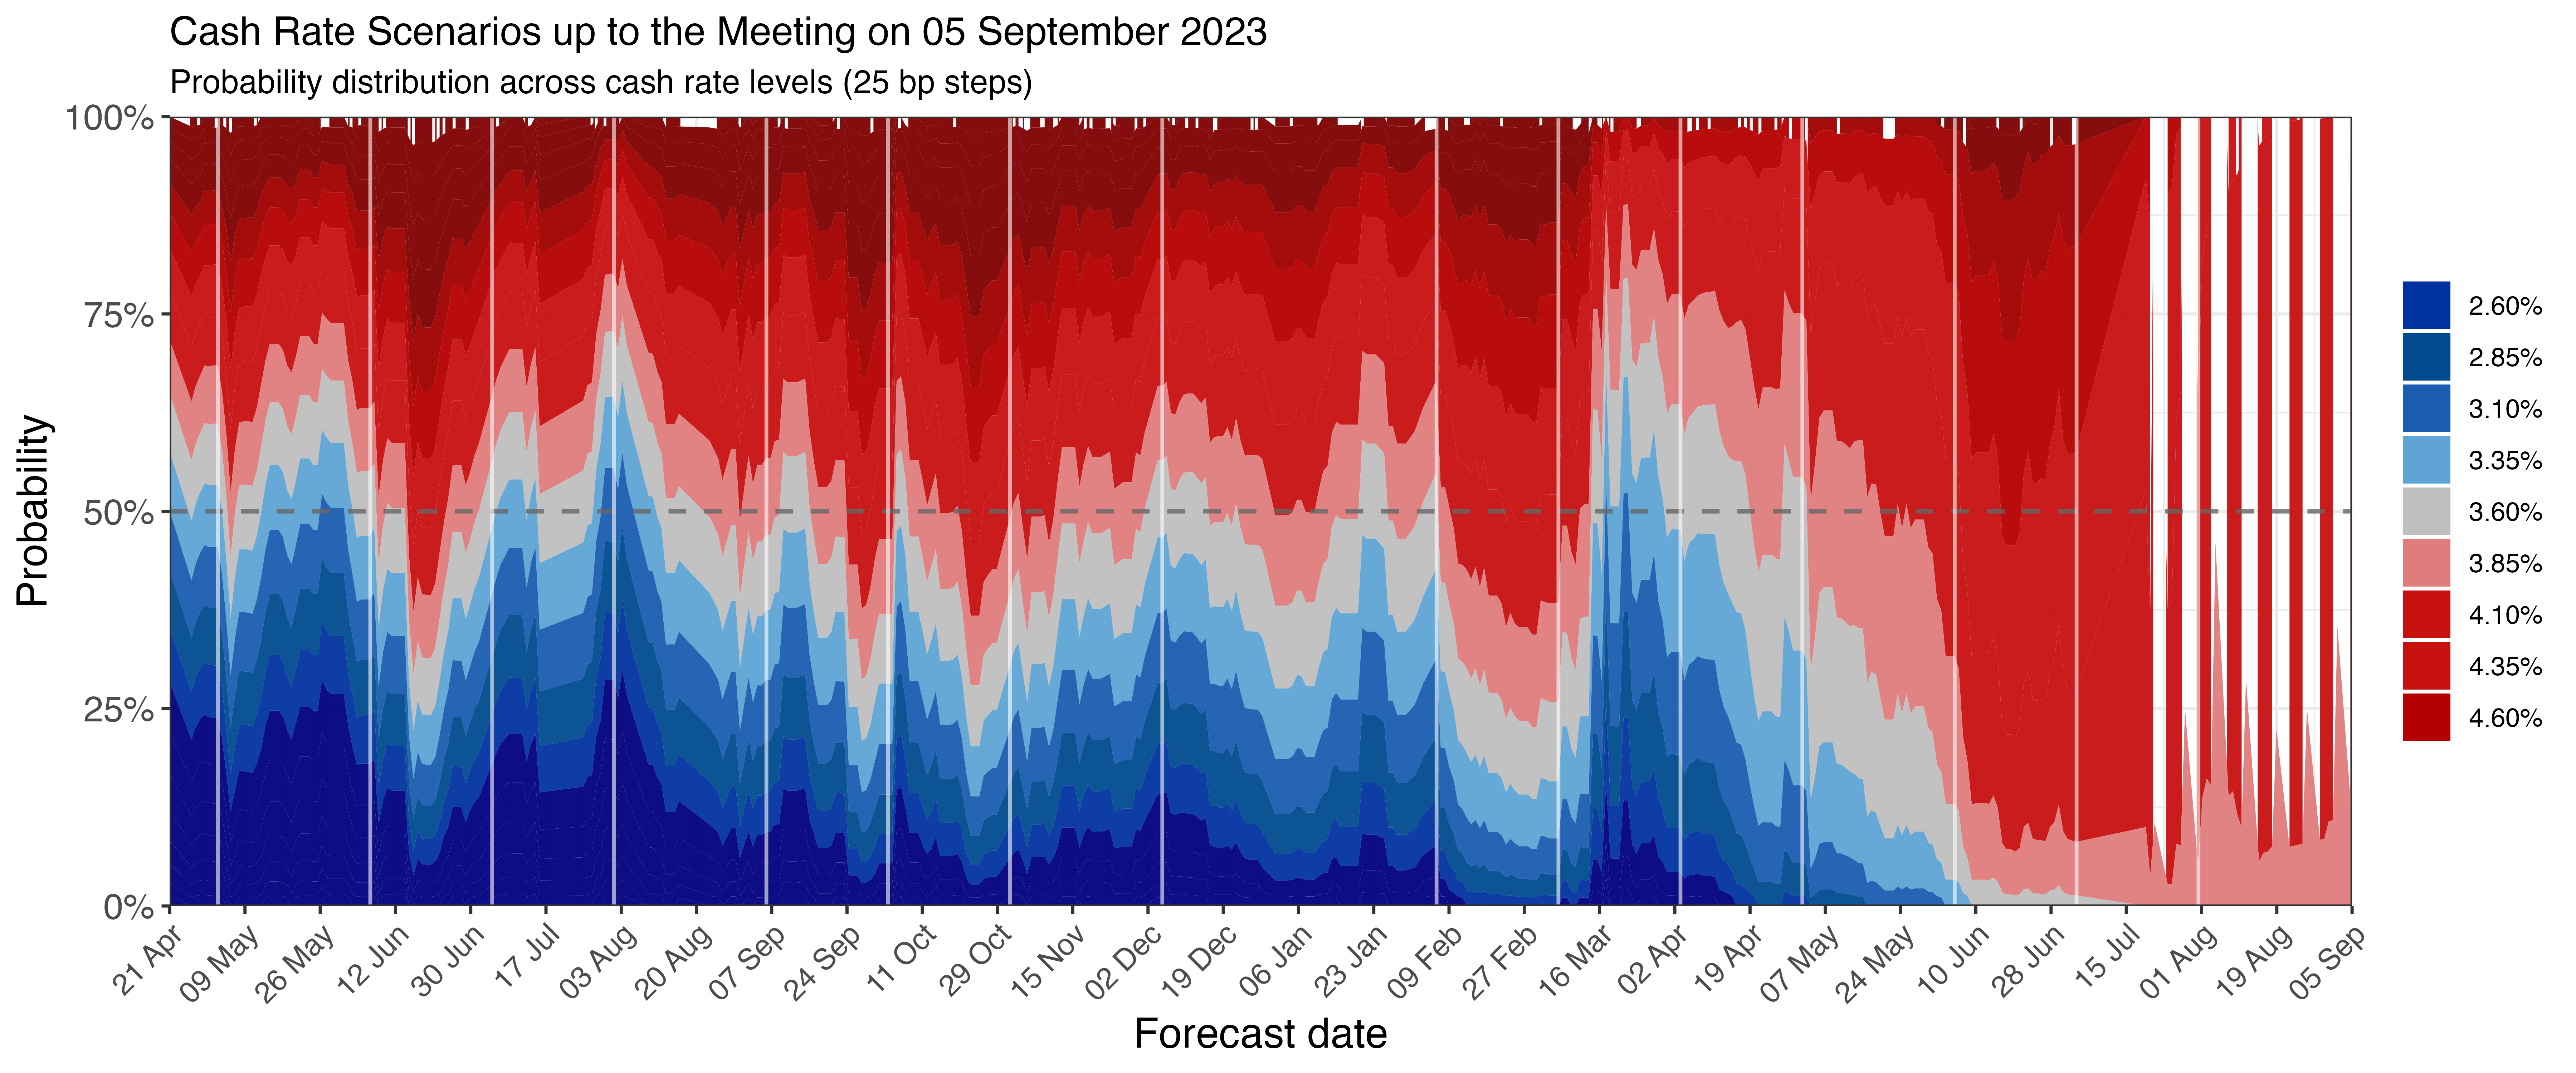 Cash Rate Scenarios up to the Meeting on 05 September 2023
Probability distribution across cash rate levels (25 bp steps)
100%
75%
50%
25%
0%
Probability
21 Apr
09 May
26 May
12 Jun
30 Jun
17 Jul
03 Aug
20 Aug
07 Sep
24 Sep
11 Oct
29 Oct
15 Nov
02 Dec
19 Dec
06 Jan
23 Jan
09 Feb
27 Feb
16 Mar
02 Apr
19 Apr
07 May
24 May
10 Jun
28 Jun
15 Jul
01 Aug
19 Aug
05 Sep
Forecast date
2.60%
2.85%
3.10%
3.35%
3.60%
3.85%
4.10%
4.35%
4.60%